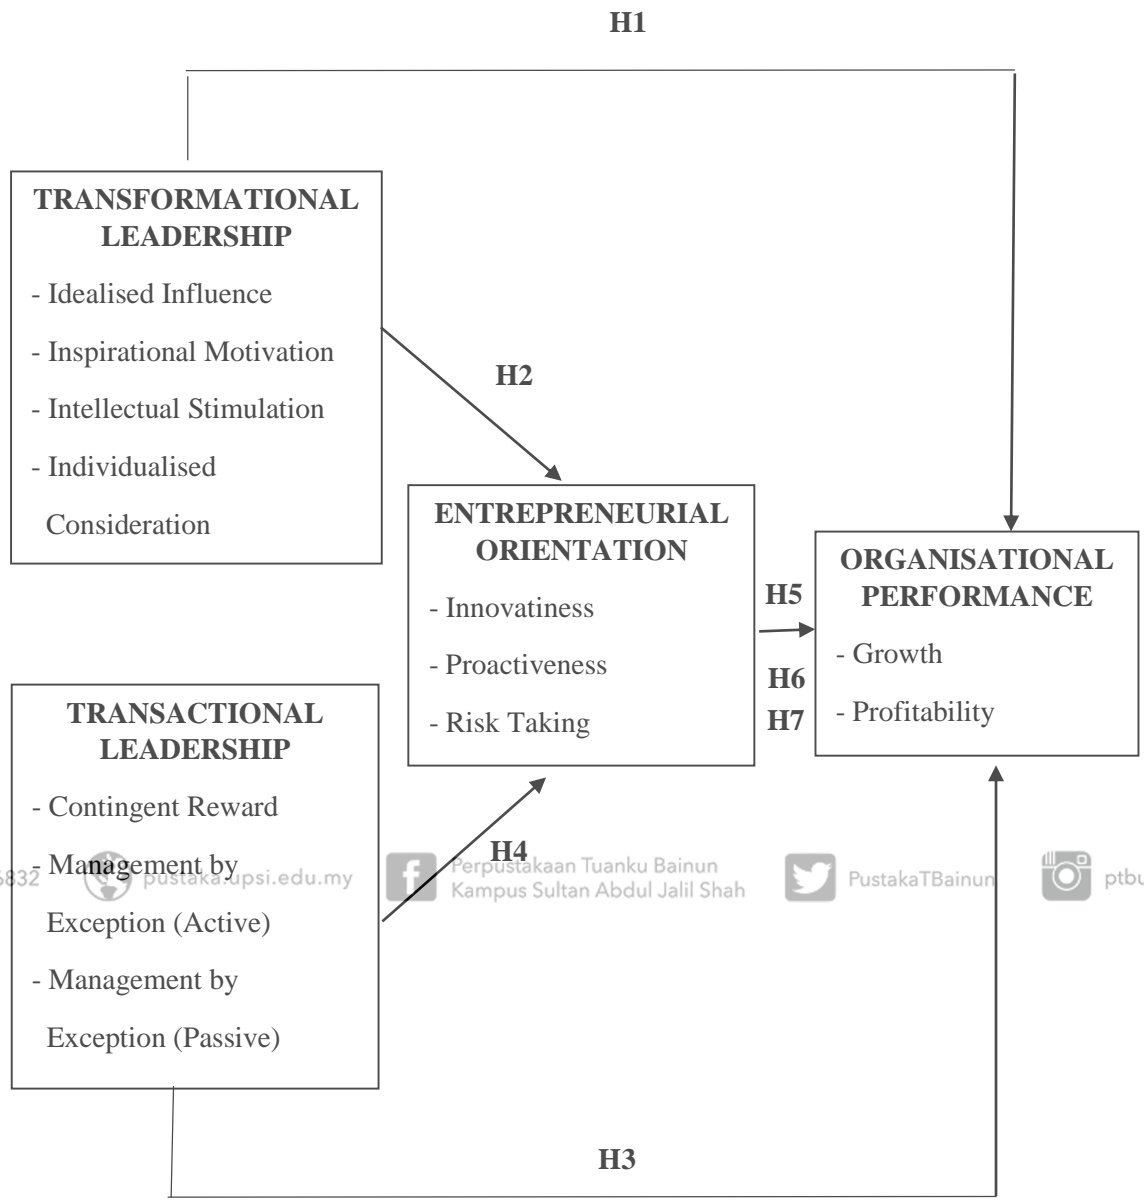 H1
TRANSFORMATIONAL
LEADERSHIP
- Idealised Influence
- Inspirational Motivation
- Intellectual Stimulation
- Individualised
Consideration
H2
ENTREPRENEURIAL
ORIENTATION
- Innovatiness
- Proactiveness
- Risk Taking
H5
H6
H7
ORGANISATIONAL
PERFORMANCE
- Growth
- Profitability
TRANSACTIONAL
LEADERSHIP
- Contingent Reward
- Management by
Exception (Active)
- Management by
Exception (Passive)
H4
6832
pustaka.upsi.edu.my
Perpustakaan Tuanku Bainun
Kampus Sultan Abdul Jalil Shah
PustakaTBainun
ptbu
H3